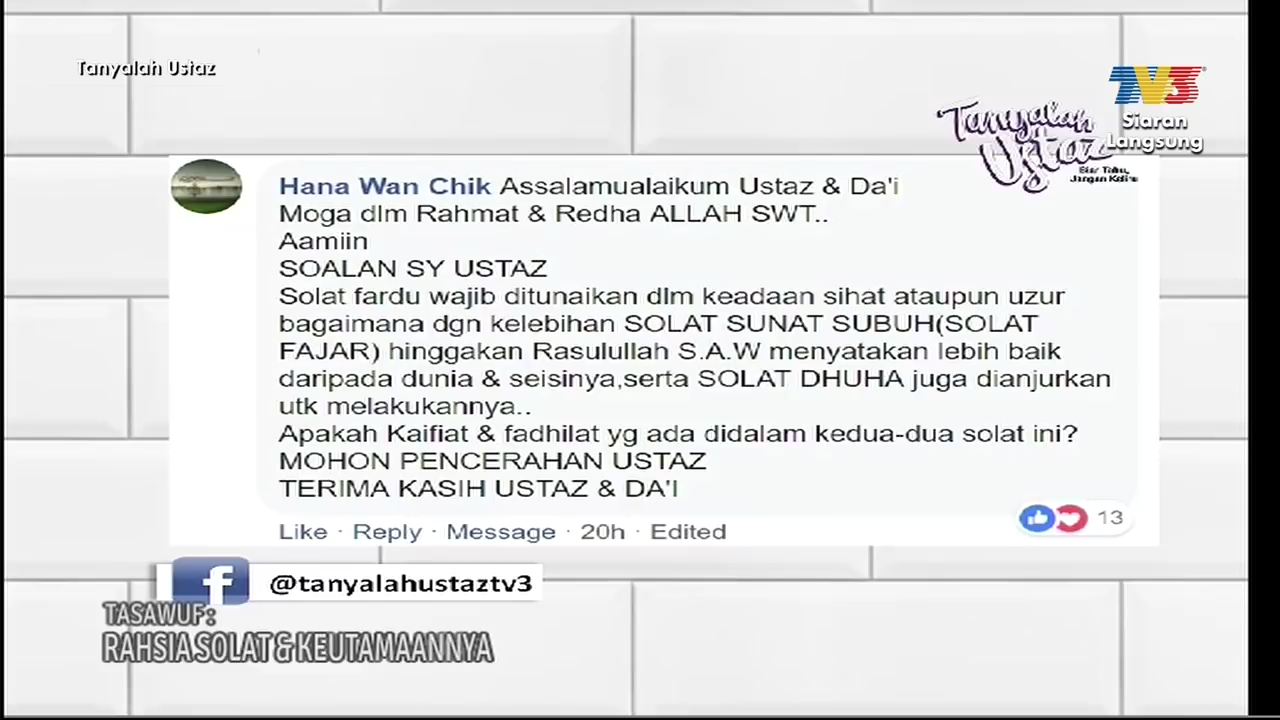 Tanyalah Ustaz
TV3
Siaran
Langsung
Tanyalah
Ustaz
Biar Tahu,
Jangan Keliru
Hana Wan Chik Assalamualaikum Ustaz & Da'i
Moga dlm Rahmat & Redha ALLAH SWT..
Aamiin
SOALAN SY USTAZ
Solat fardu wajib ditunaikan dlm keadaan sihat ataupun uzur
bagaimana dgn kelebihan SOLAT SUNAT SUBUH(SOLAT
FAJAR) hinggakan Rasulullah S.A.W menyatakan lebih baik
daripada dunia & seisinya,serta SOLAT DHUHA juga dianjurkan
utk melakukannya..
Apakah Kaifiat & fadhilat yg ada didalam kedua-dua solat ini?
MOHON PENCERAHAN USTAZ
TERIMA KASIH USTAZ & DA'I
Like · Reply · Message · 20h · Edited
13
f @tanyalahustaztv3
TASAWUF:
RAHSIA SOLAT & KEUTAMAANNYA